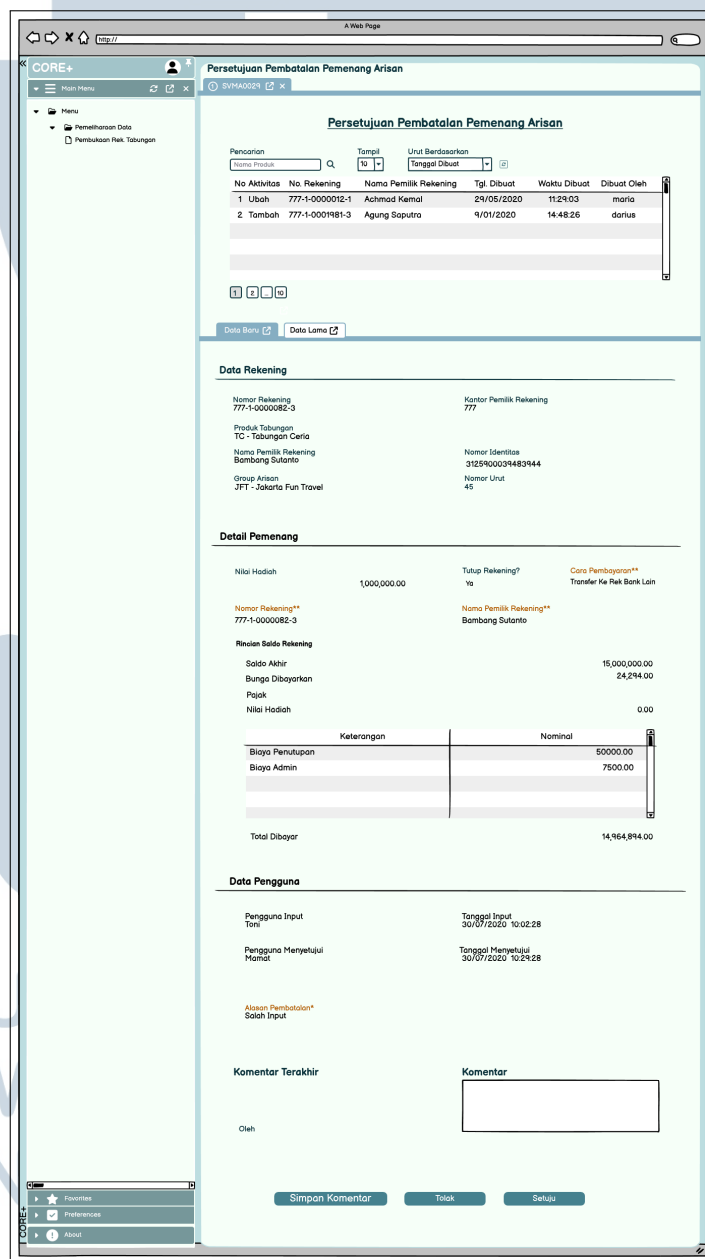 A Web Page
http://
CORE+
Main Menu
Menu
Pemeliharaan Data
Pembukaan Rek. Tabungan
Persetujuan Pembatalan Pemenang Arisan
SVMA0029
Persetujuan Pembatalan Pemenang Arisan
Pencarian Tampil Urut Berdasarkan
Nama Produk 10 Tanggal Dibuat
No Aktivitas No. Rekening Nama Pemilik Rekening Tgl. Dibuat Waktu Dibuat Dibuat Oleh
1 Ubah 777-1-0000012-1 Achmad Kemal 29/05/2020 11:29:03 maria
2 Tambah 777-1-0001981-3 Agung Saputra 9/01/2020 14:48:26 darius
1 2 ... 10
Data Baru Data Lama
Data Rekening
Nomor Rekening Kantor Pemilik Rekening
777-1-0000082-3 777
Produk Tabungan
TC - Tabungan Ceria
Nama Pemilik Rekening Nomor Identitas
Bambang Sutanto 3125900039483944
Group Arisan Nomor Urut
JFT - Jakarta Fun Travel 45
Detail Pemenang
Nilai Hadiah Tutup Rekening? Cara Pembayaran**
1,000,000.00 Ya Transfer Ke Rek Bank Lain
Nomor Rekening** Nama Pemilik Rekening**
777-1-0000082-3 Bambang Sutanto
Rincian Saldo Rekening
Saldo Akhir 15,000,000.00
Bunga Dibayarkan 24,294.00
Pajak
Nilai Hadiah 0.00
Keterangan Nominal
Biaya Penutupan 50000.00
Biaya Admin 7500.00
Total Dibayar 14,964,894.00
Data Pengguna
Pengguna Input Tanggal Input
Toni 30/07/2020 10:02:28
Pengguna Menyetujui Tanggal Menyetujui
Mamat 30/07/2020 10:29:28
Alasan Pembatalan*
Salah Input
Komentar Terakhir Komentar
Oleh
Simpan Komentar Tolak Setuju
Favorites
Preferences
About
CORE+